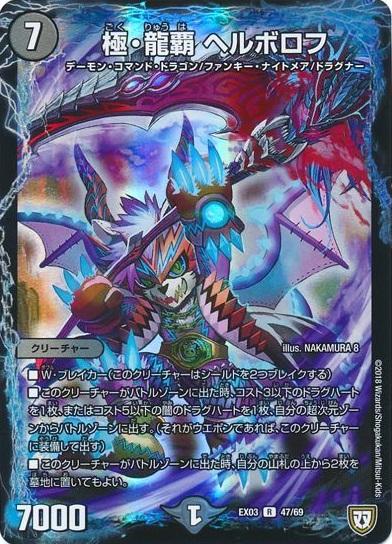 7
こく りゅう は
極・龍覇 ヘルボロフ
デーモン・コマンド・ドラゴン/ファンキー・ナイトメア/ドラグナー
illus. NAKAMURA 8
クリーチャー
■W・ブレイカー(このクリーチャーはシールドを2つブレイクする)
■このクリーチャーがバトルゾーンに出た時、コスト3以下のドラグハート
を1枚、またはコスト5以下の闇のドラグハートを1枚、自分の超次元ゾー
ンからバトルゾーンに出す。(それがウエポンであれば、このクリーチャー
に装備して出す)
■このクリーチャーがバトルゾーンに出た時、自分の山札の上から2枚を
墓地に置いてもよい。
©2018 Wizards/Shogakukan/Mitsui-Kids
7000
EX03 R 47/69